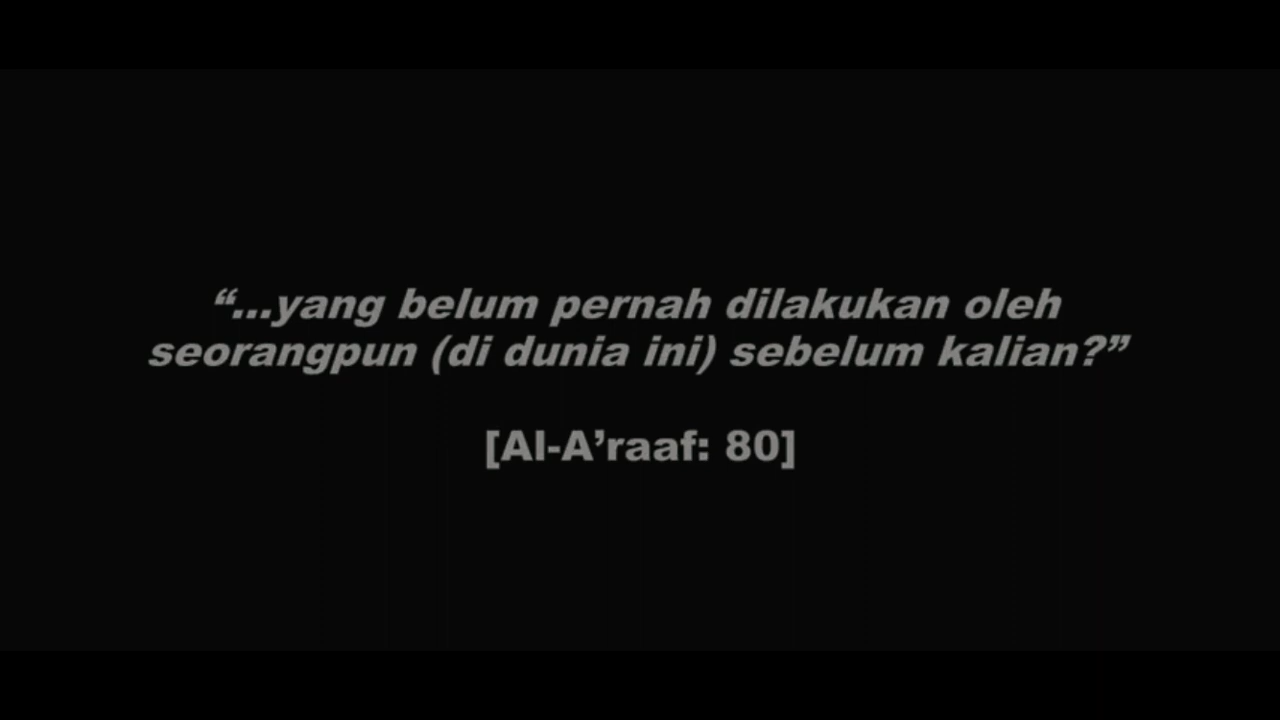 “...yang belum pernah dilakukan oleh
seorangpun (di dunia ini) sebelum kalian?”
[Al-A’raaf: 80]